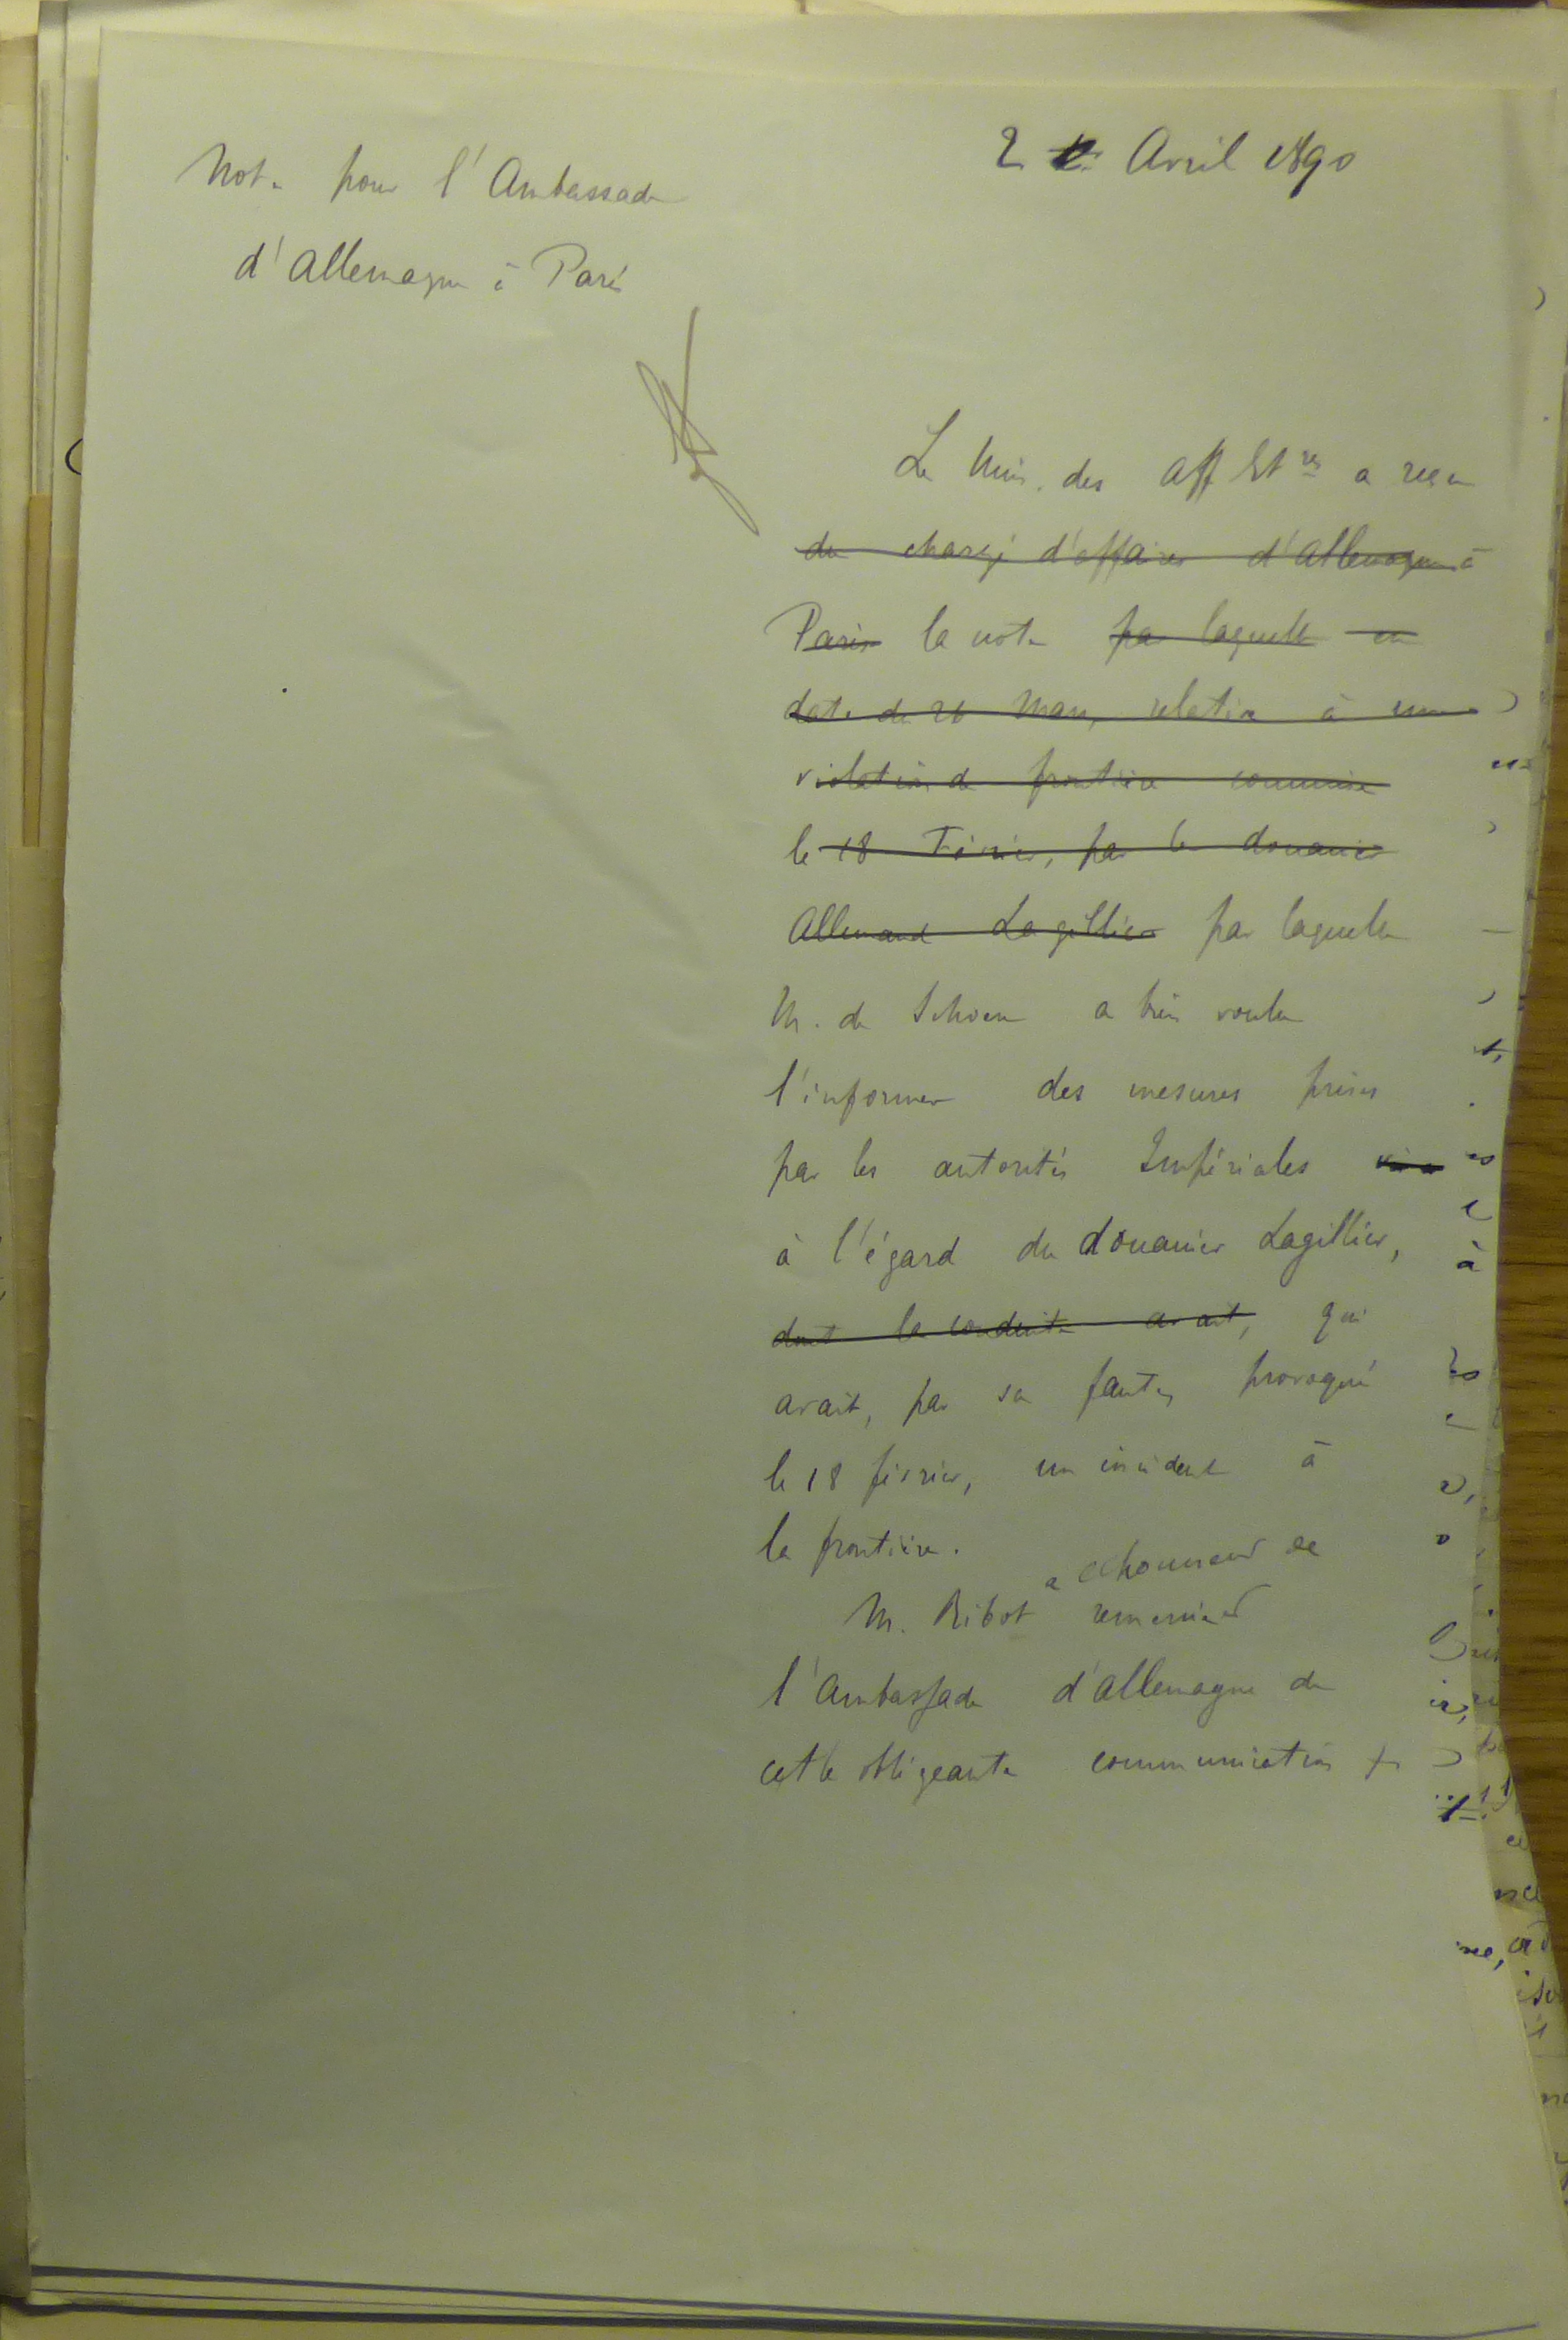 2 Avril 1890
Note pour l'Ambassade
d'Allemagne à Paris
Le Min. des Aff Etres a reçu
du chargé d'affaires d'Allemagne à
Paris la note par laquelle en
date du 26 Mars, relative à une
violation de frontière commise
le 18 Février, par le douanier
Allemand Lagillier par laquelle
M. de Schoen a bien voulu
l'informer des mesures prises
par les autorités Impériales
à l'égard du douanier Lagillier,
dont la conduite avait, qui
avait, par sa faute, provoqué
le 18 février, un incident à
la frontière.
a l'honneur de
M. Ribot remercier
l'Ambassade d'Allemagne de
cette obligeante communication